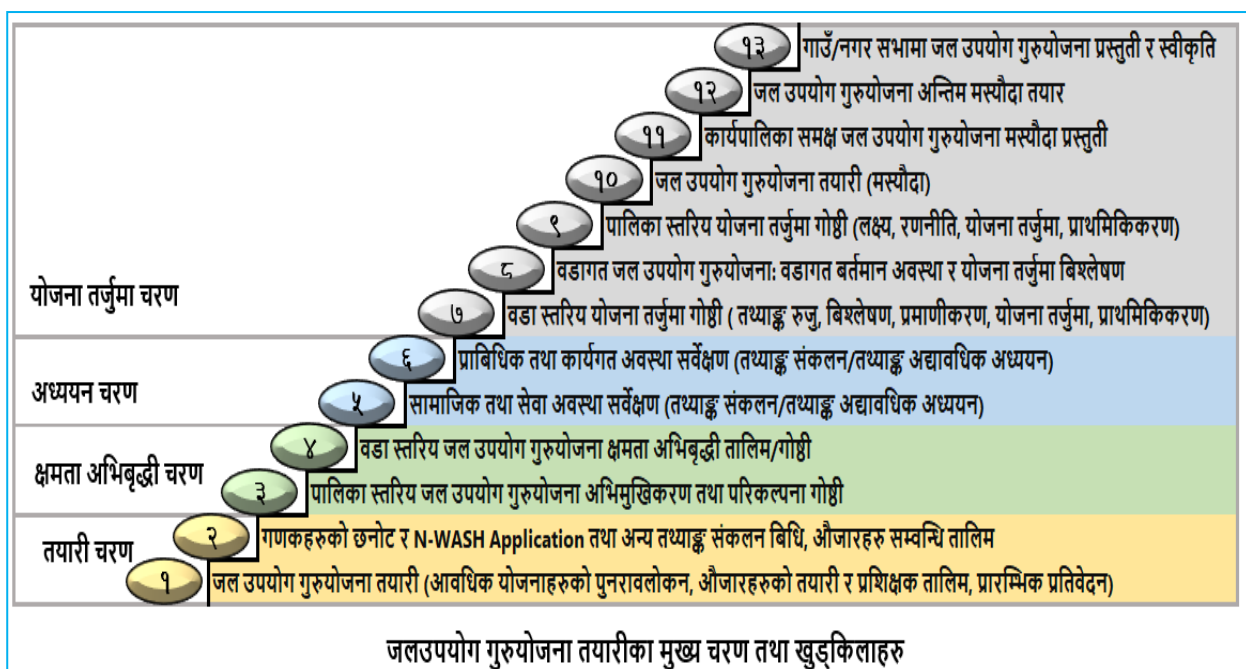 १३ गाउँ/नगर सभामा जल उपयोग गुरुयोजना प्रस्तुती र स्वीकृति
१२ जल उपयोग गुरुयोजना अन्तिम मस्यौदा तयार
११ कार्यपालिका समक्ष जल उपयोग गुरुयोजना मस्यौदा प्रस्तुती
१० जल उपयोग गुरुयोजना तयारी (मस्यौदा)
९ पालिका स्तरिय योजना तर्जुमा गोष्ठी (लक्ष्य, रणनीति, योजना तर्जुमा, प्राथमिकिकरण)
८ वडागत जल उपयोग गुरुयोजना: वडागत बर्तमान अवस्था र योजना तर्जुमा बिश्लेषण
योजना तर्जुमा चरण
७ वडा स्तरिय योजना तर्जुमा गोष्ठी ( तथ्याङ्क रुजु, बिश्लेषण, प्रमाणीकरण, योजना तर्जुमा, प्राथमिकिकरण)
६ प्राबिधिक तथा कार्यगत अवस्था सर्वेक्षण (तथ्याङ्क संकलन/तथ्याङ्क अद्यावधिक अध्ययन)
अध्ययन चरण
५ सामाजिक तथा सेवा अवस्था सर्वेक्षण (तथ्याङ्क संकलन/तथ्याङ्क अद्यावधिक अध्ययन)
४ वडा स्तरिय जल उपयोग गुरुयोजना क्षमता अभिबृद्धी तालिम/गोष्ठी
क्षमता अभिबृद्धी चरण
३ पालिका स्तरिय जल उपयोग गुरुयोजना अभिमुखिकरण तथा परिकल्पना गोष्ठी
२ गणकहरुको छनोट र N-WASH Application तथा अन्य तथ्याङ्क संकलन बिधि, औजारहरु सम्वन्धि तालिम
तयारी चरण
१ जल उपयोग गुरुयोजना तयारी (आवधिक योजनाहरुको पुनरावलोकन, औजारहरुको तयारी र प्रशिक्षक तालिम, प्रारम्भिक प्रतिवेदन)
जलउपयोग गुरुयोजना तयारीका मुख्य चरण तथा खुड्किलाहरु